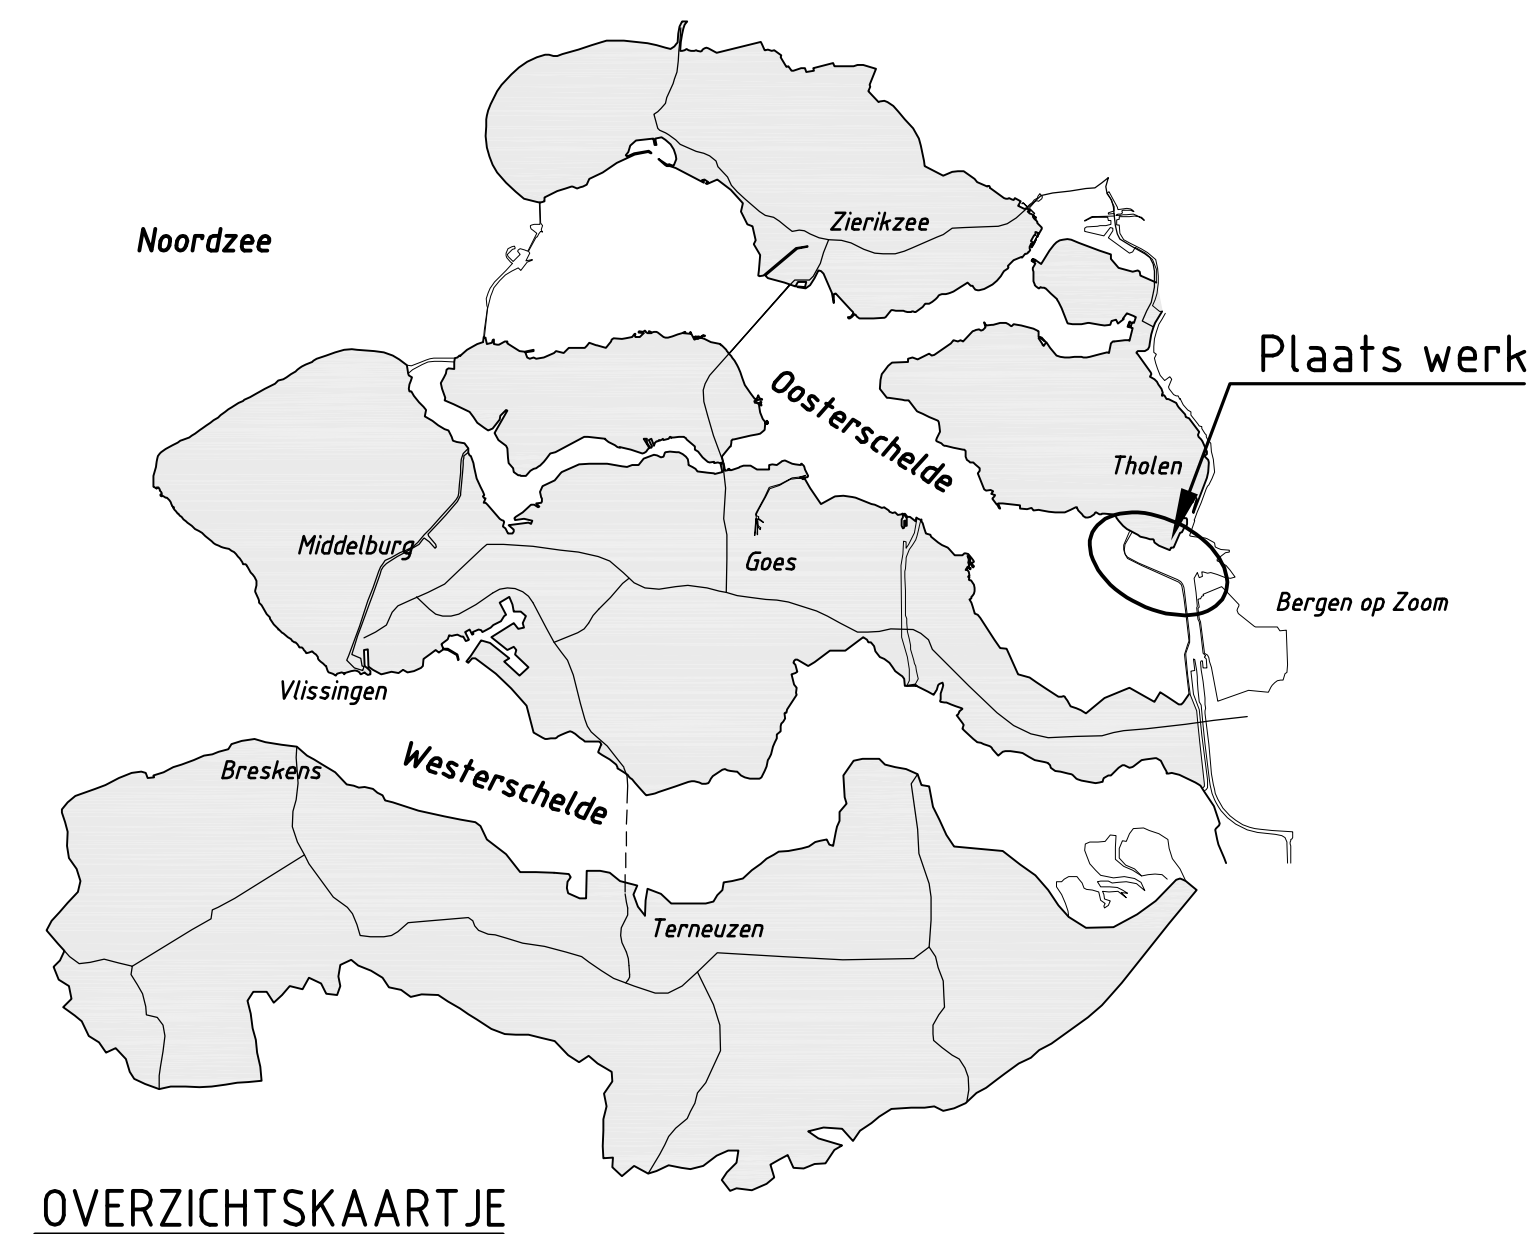 Zierikzee
Noordzee
Plaats werk
Oosterschelde
Tholen
Middelburg
Goes
Bergen op Zoom
Vlissingen
Westerschelde
Breskens
Terneuzen
OVERZICHTSKAARTJE